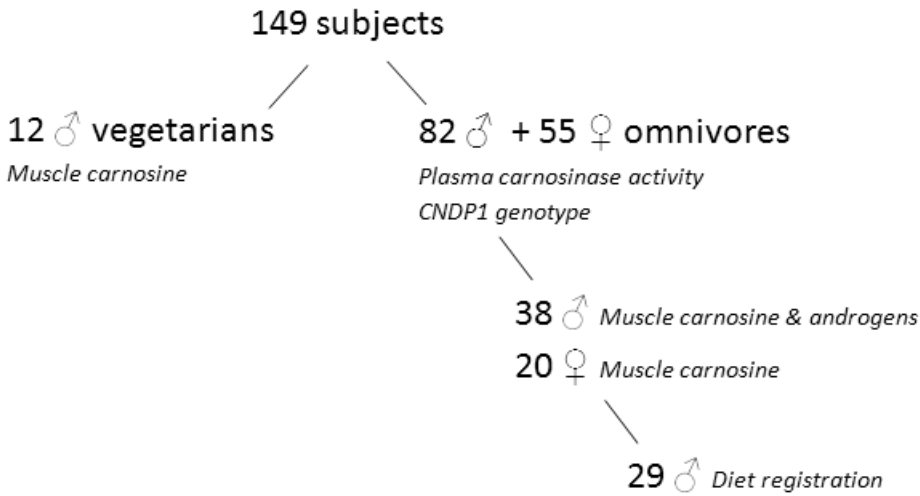 149 subjects
12 ♂ vegetarians
Muscle carnosine
82 ♂ + 55 ♀ omnivores
Plasma carnosinase activity
CNDP1 genotype
38 ♂ Muscle carnosine & androgens
20 ♀ Muscle carnosine
29 ♂ Diet registration